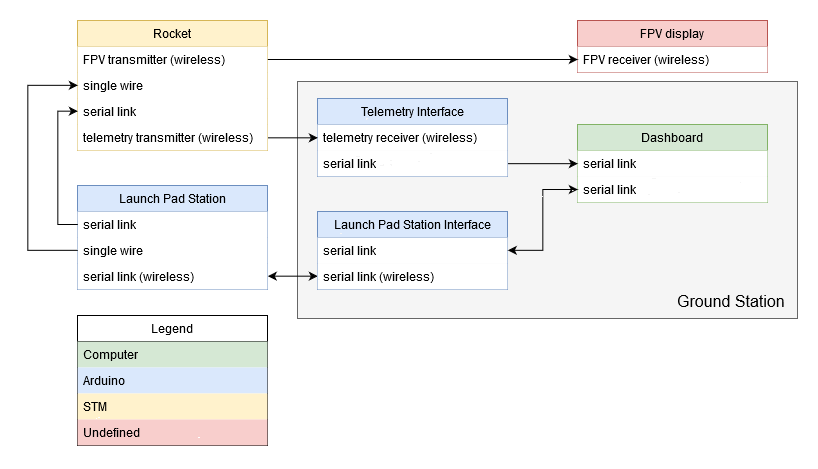 Rocket
FPV transmitter (wireless)
single wire
serial link
telemetry transmitter (wireless)
FPV display
FPV receiver (wireless)
Telemetry Interface
telemetry receiver (wireless)
serial link
Dashboard
serial link
serial link
Launch Pad Station
serial link
single wire
serial link (wireless)
Launch Pad Station Interface
serial link
serial link (wireless)
Ground Station
Legend
Computer
Arduino
STM
Undefined